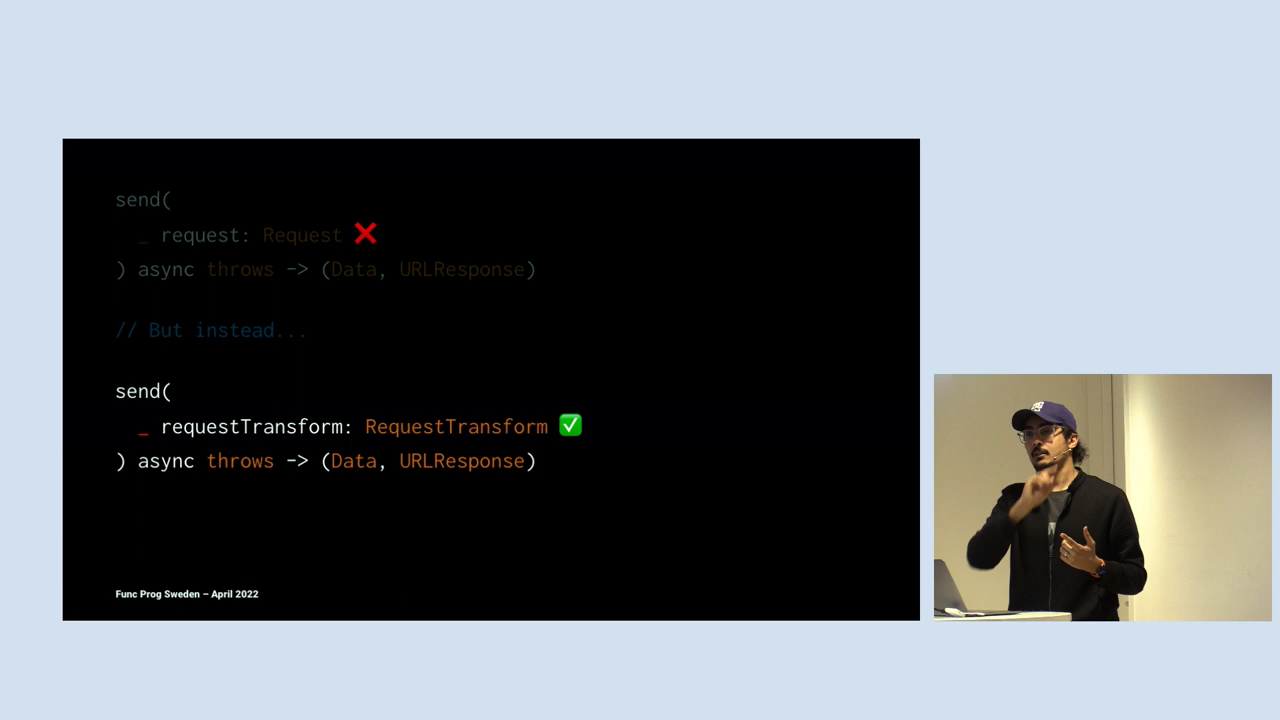 send(
_ request: Request ❌
) async throws -> (Data, URLResponse)
// But instead...
send(
_ requestTransform: RequestTransform ✅
) async throws -> (Data, URLResponse)
Func Prog Sweden – April 2022